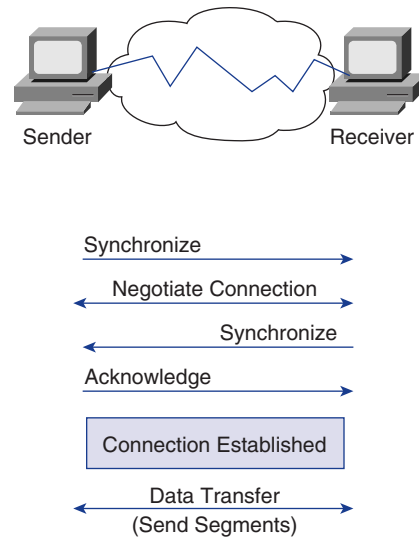 Sender
Receiver
Synchronize
Negotiate Connection
Synchronize
Acknowledge
Connection Established
Data Transfer
(Send Segments)